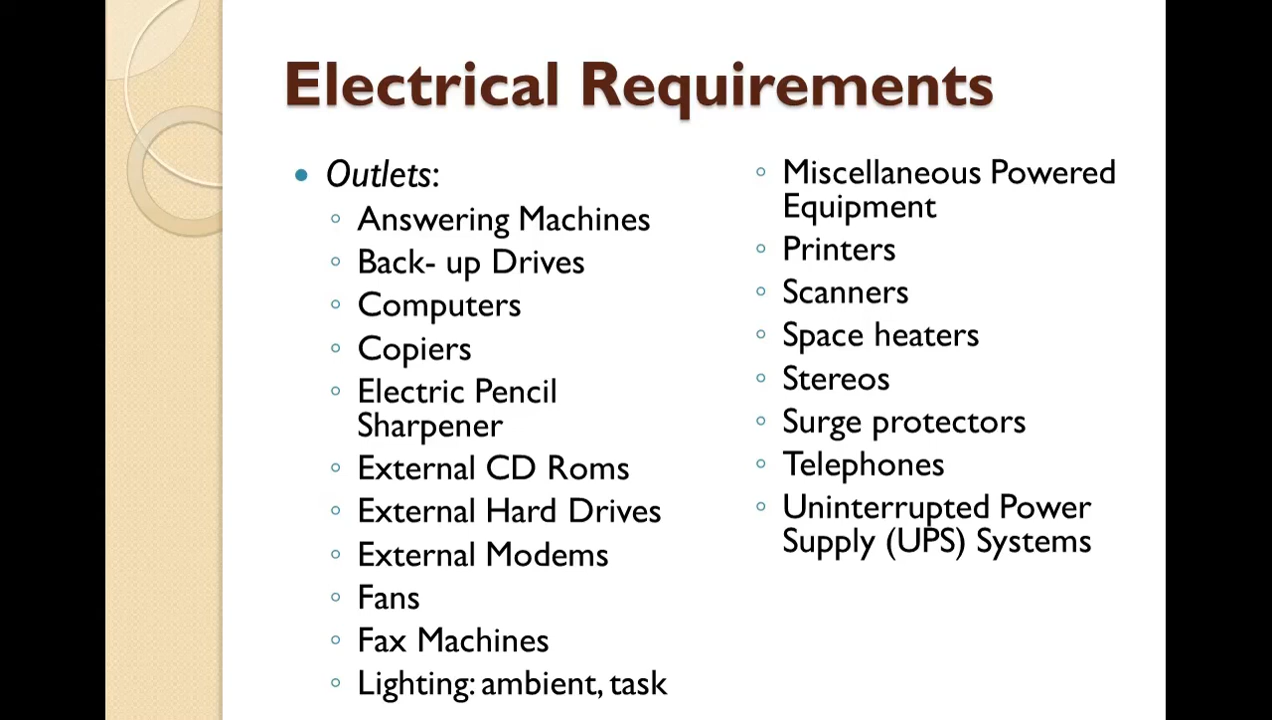 Electrical Requirements
Outlets:
Answering Machines
Back- up Drives
Computers
Copiers
Electric Pencil
Sharpener
External CD Roms
External Hard Drives
External Modems
Fans
Fax Machines
Lighting: ambient, task
Miscellaneous Powered
Equipment
Printers
Scanners
Space heaters
Stereos
Surge protectors
Telephones
Uninterrupted Power
Supply (UPS) Systems